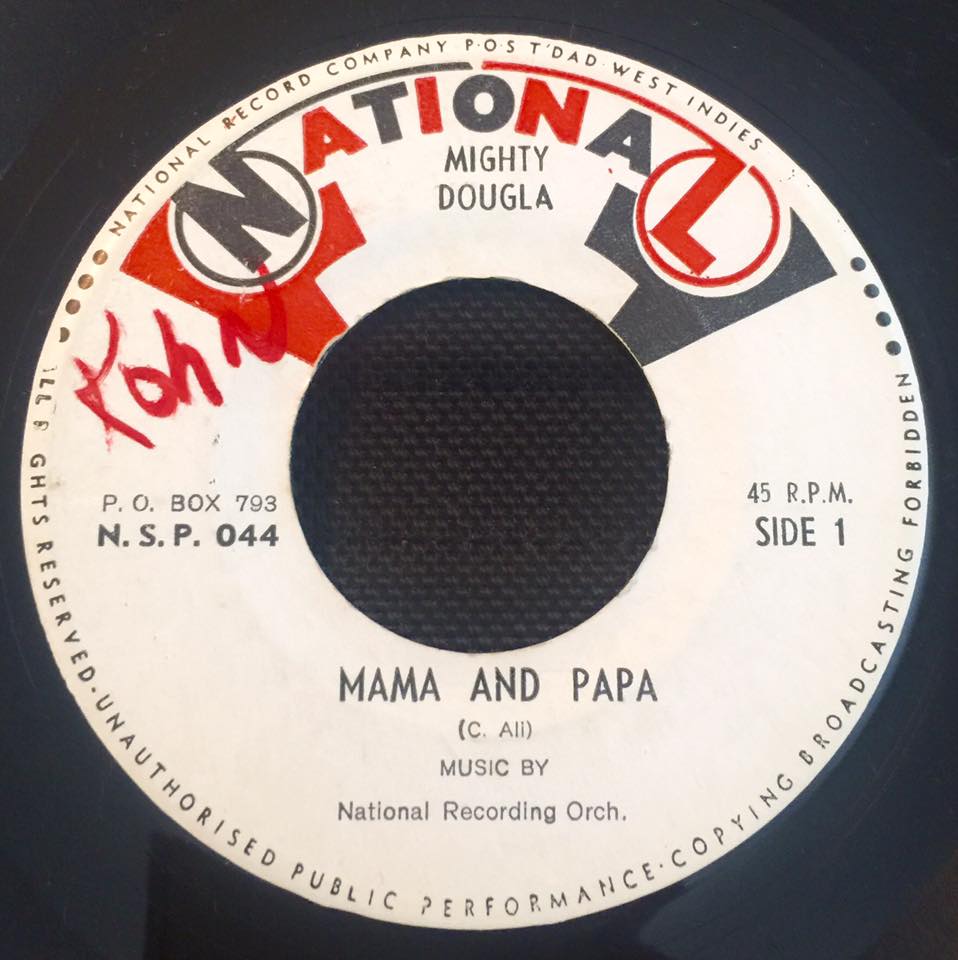 NATIONAL RECORD COMPANY P·O·S T'DAD·WEST INDIES
NATIONAL
MIGHTY
DOUGLA
P. O. BOX 793
N. S. P. 044
45 R.P.M.
SIDE 1
MAMA AND PAPA
(C. Ali)
MUSIC BY
National Recording Orch.
GHTS RESERVED·UNAUTHORISED PUBLIC PERFORMANCE·COPYING BROADCASTING FORBIDDEN